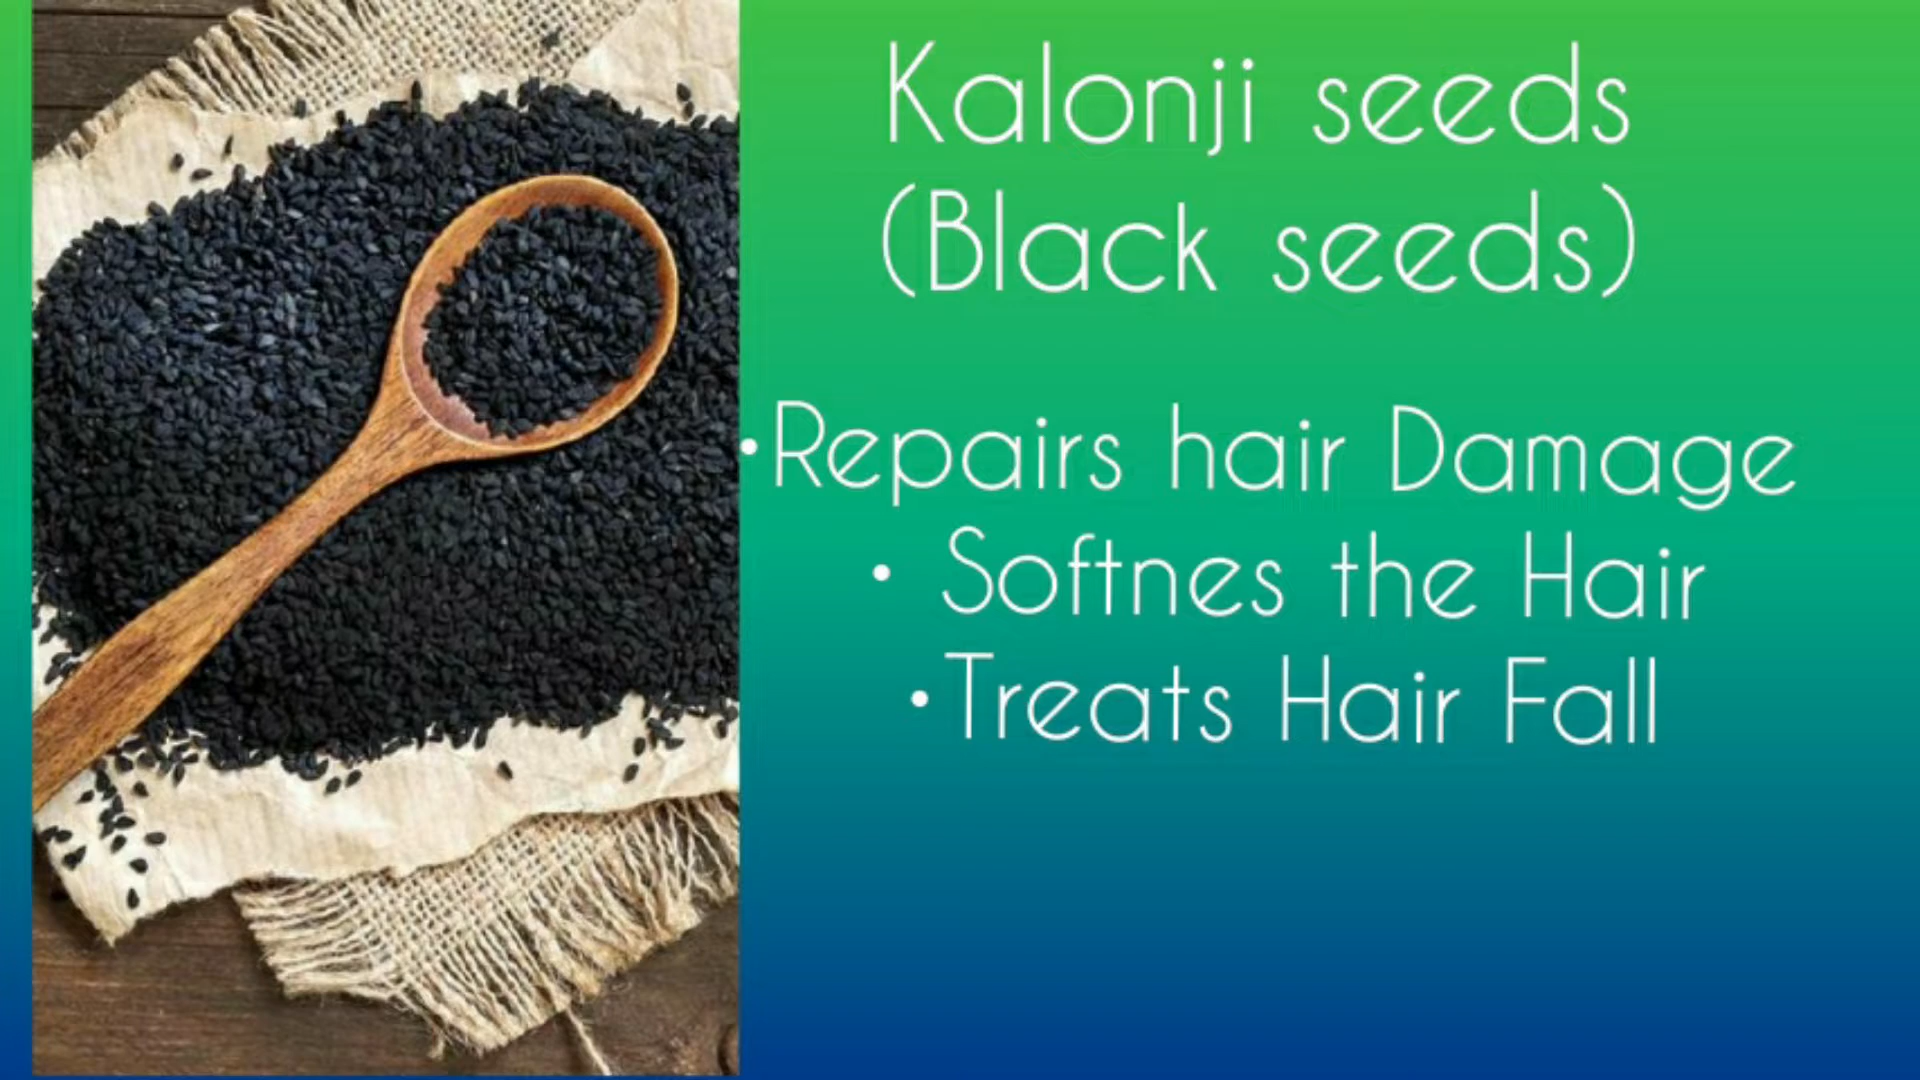 Kalonji seeds
(Black seeds)
•Repairs hair Damage
• Softnes the Hair
•Treats Hair Fall